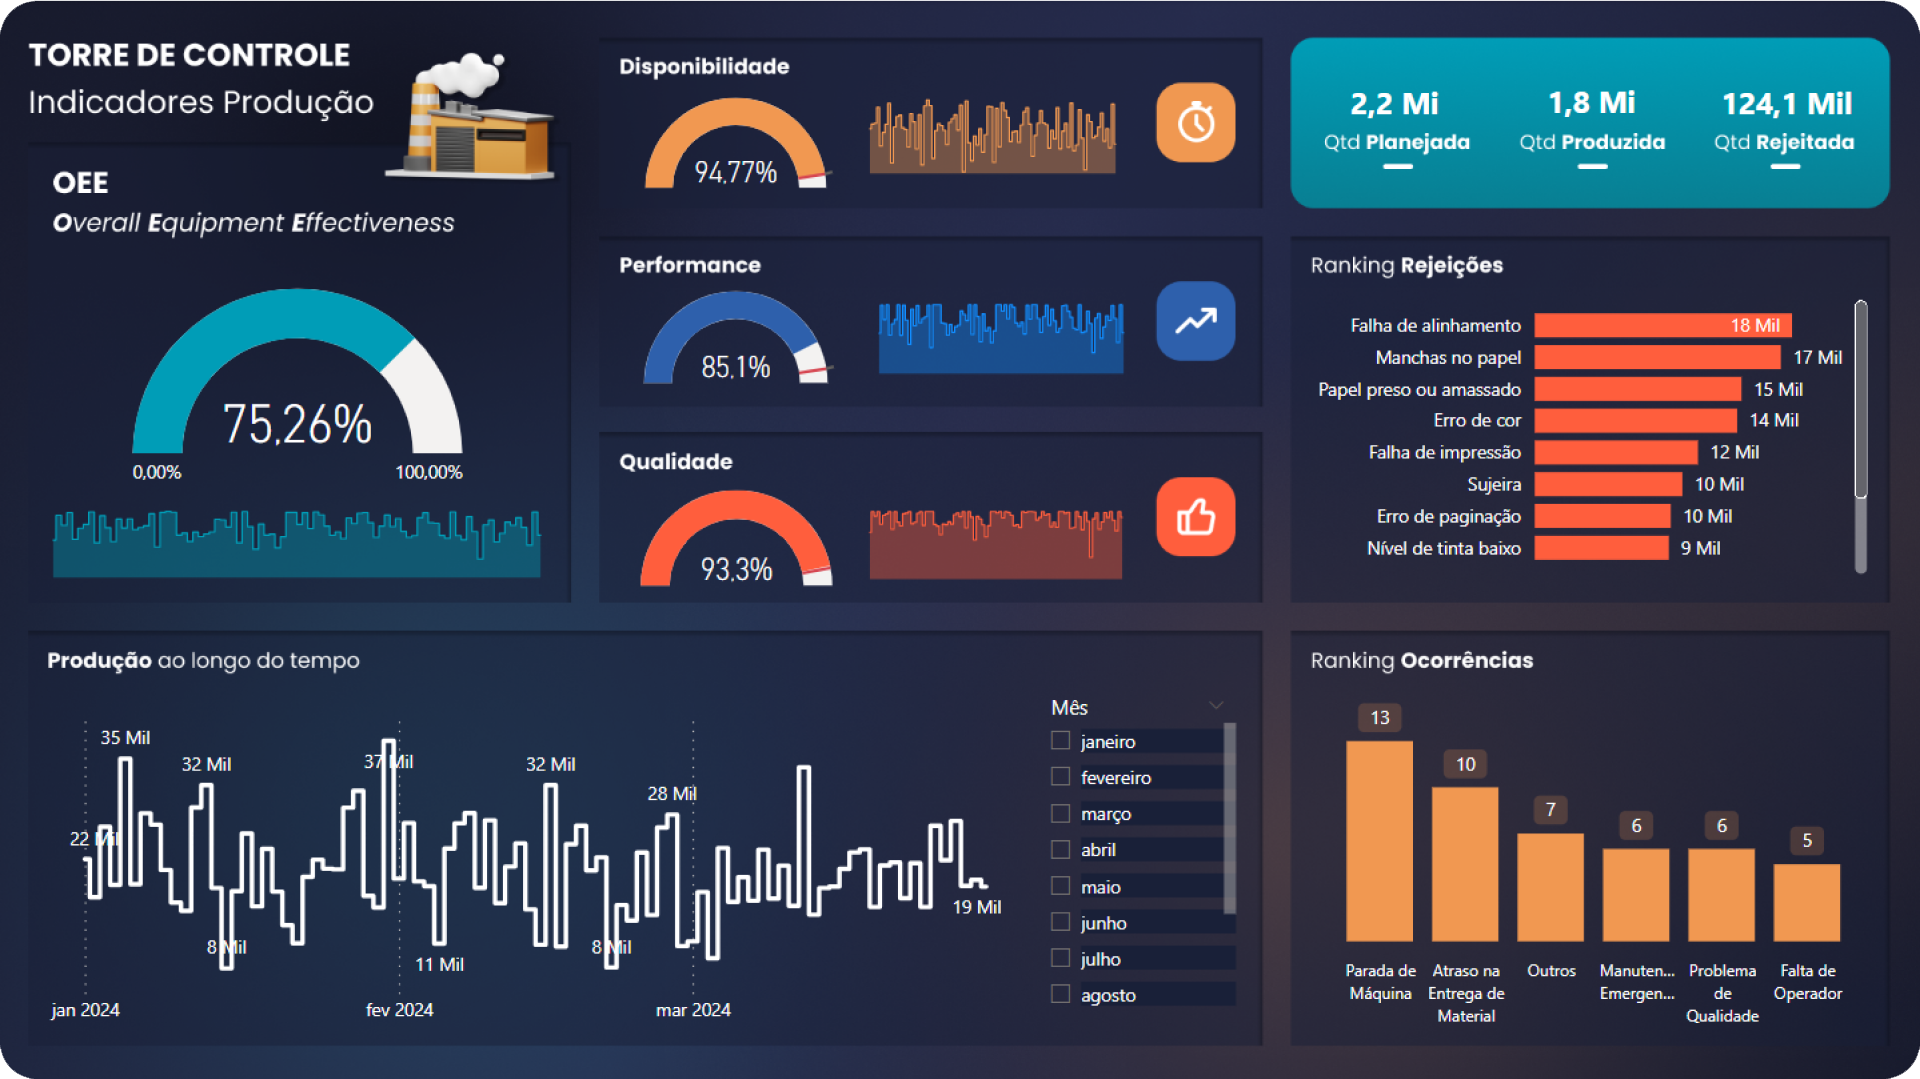 TORRE DE CONTROLE
Indicadores Produção
OEE
Overall Equipment Effectiveness
75,26%
0,00%
100,00%
Disponibilidade
94,77%
Performance
85,1%
Qualidade
93,3%
2,2 Mi
Qtd Planejada
1,8 Mi
Qtd Produzida
124,1 Mil
Qtd Rejeitada
Ranking Rejeições
Falha de alinhamento 18 Mil
Manchas no papel 17 Mil
Papel preso ou amassado 15 Mil
Erro de cor 14 Mil
Falha de impressão 12 Mil
Sujeira 10 Mil
Erro de paginação 10 Mil
Nível de tinta baixo 9 Mil
Produção ao longo do tempo
35 Mil
32 Mil
37 Mil
32 Mil
28 Mil
22 Mil
8 Mil
11 Mil
8 Mil
19 Mil
jan 2024
fev 2024
mar 2024
Mês
janeiro
fevereiro
março
abril
maio
junho
julho
agosto
Ranking Ocorrências
13
10
7
6
6
5
Parada de
Máquina
Atraso na
Entrega de
Material
Outros
Manuten...
Emergen...
Problema
de
Qualidade
Falta de
Operador